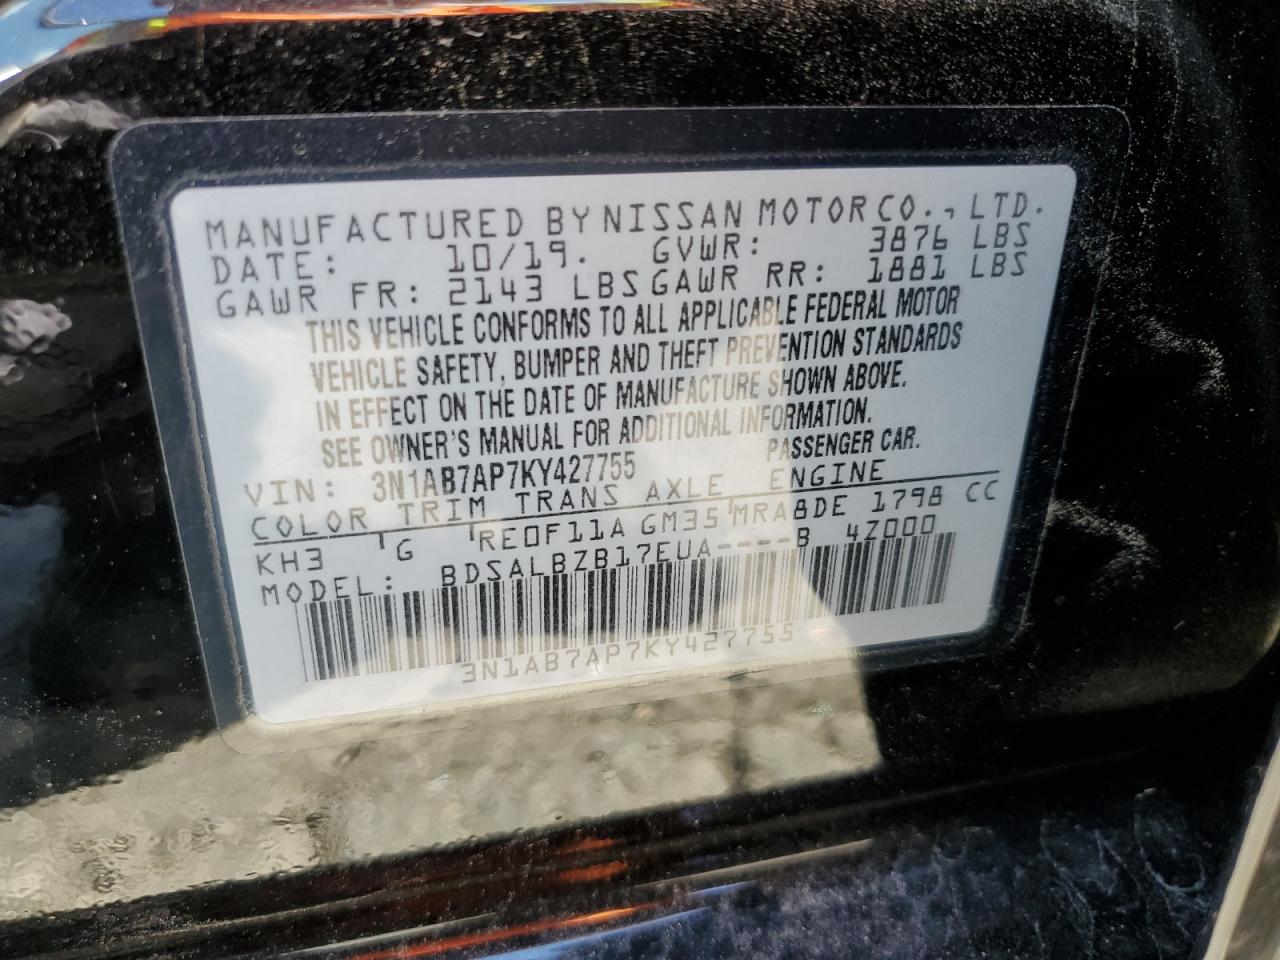 MANUFACTURED BY NISSAN MOTOR CO., LTD.
DATE: 10/19. GVWR: 3876 LBS
GAWR FR: 2143 LBS GAWR RR: 1881 LBS
THIS VEHICLE CONFORMS TO ALL APPLICABLE FEDERAL MOTOR
VEHICLE SAFETY, BUMPER AND THEFT PREVENTION STANDARDS
IN EFFECT ON THE DATE OF MANUFACTURE SHOWN ABOVE.
SEE OWNER'S MANUAL FOR ADDITIONAL INFORMATION.
VIN: 3N1AB7AP7KY427755 PASSENGER CAR.
COLOR TRIM TRANS AXLE ENGINE
KH3 G RE0F11A GM35 MRA8DE 1798 CC
MODEL: BDSALBZB17EUA----B 4Z000
3N1AB7AP7KY427755